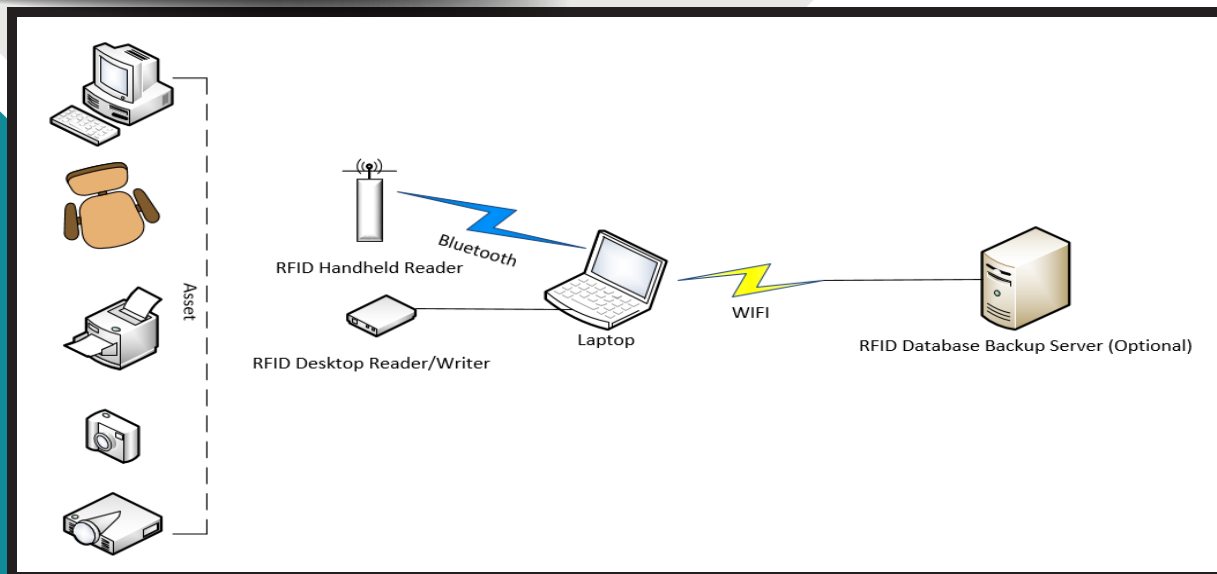 Asset
RFID Handheld Reader
Bluetooth
RFID Desktop Reader/Writer
Laptop
WIFI
RFID Database Backup Server (Optional)